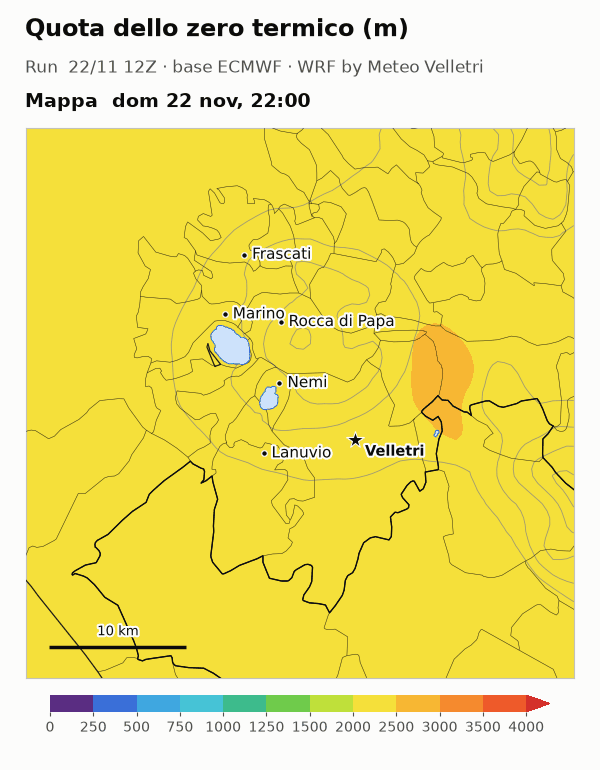 Quota dello zero termico (m)
Run  22/11 12Z · base ECMWF · WRF by Meteo Velletri
Mappa  dom 22 nov, 22:00
Frascati
Marino
Rocca di Papa
Nemi
Velletri
Lanuvio
10 km
0 250 500 750 1000 1250 1500 2000 2500 3000 3500 4000